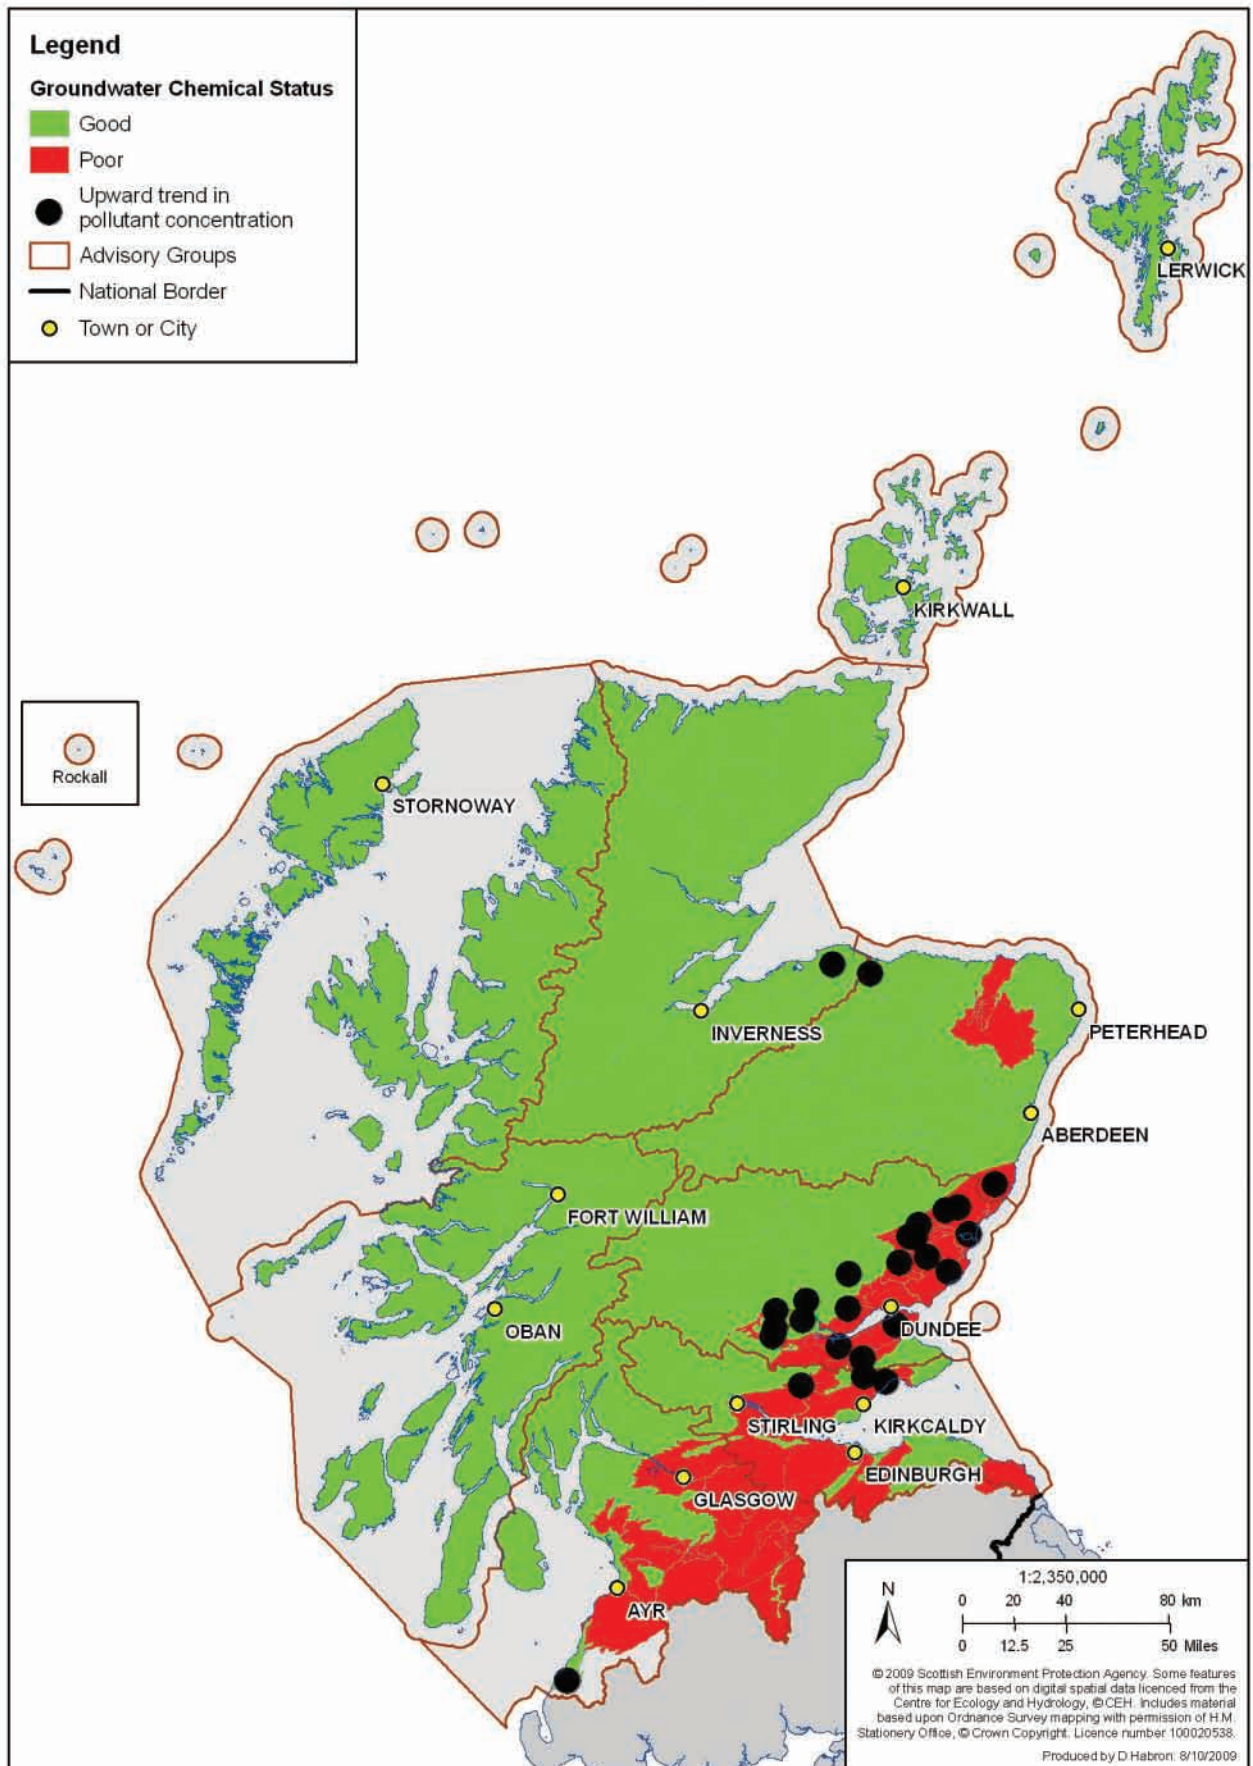 Legend
Groundwater Chemical Status
Good
Poor
Upward trend in
pollutant concentration
Advisory Groups
National Border
Town or City
LERWICK
KIRKWALL
Rockall
STORNOWAY
INVERNESS
PETERHEAD
ABERDEEN
FORT WILLIAM
OBAN
DUNDEE
STIRLING
KIRKCALDY
EDINBURGH
GLASGOW
AYR
N
1:2,350,000
0 20 40 80 km
0 12.5 25 50 Miles
© 2009 Scottish Environment Protection Agency. Some features
of this map are based on digital spatial data licenced from the
Centre for Ecology and Hydrology, © CEH. Includes material
based upon Ordnance Survey mapping with permission of H.M.
Stationery Office, © Crown Copyright. Licence number 100020538.
Produced by D Habron: 8/10/2009